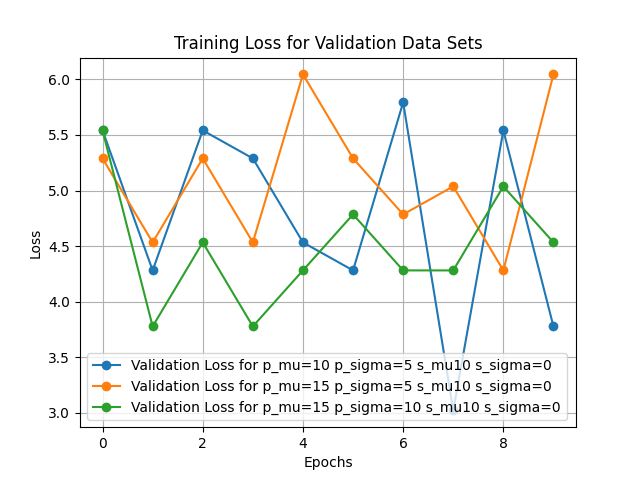 Training Loss for Validation Data Sets
6.0
5.5
5.0
4.5
4.0
3.5
3.0
Loss
Validation Loss for p_mu=10 p_sigma=5 s_mu10 s_sigma=0
Validation Loss for p_mu=15 p_sigma=5 s_mu10 s_sigma=0
Validation Loss for p_mu=15 p_sigma=10 s_mu10 s_sigma=0
0 2 4 6 8
Epochs